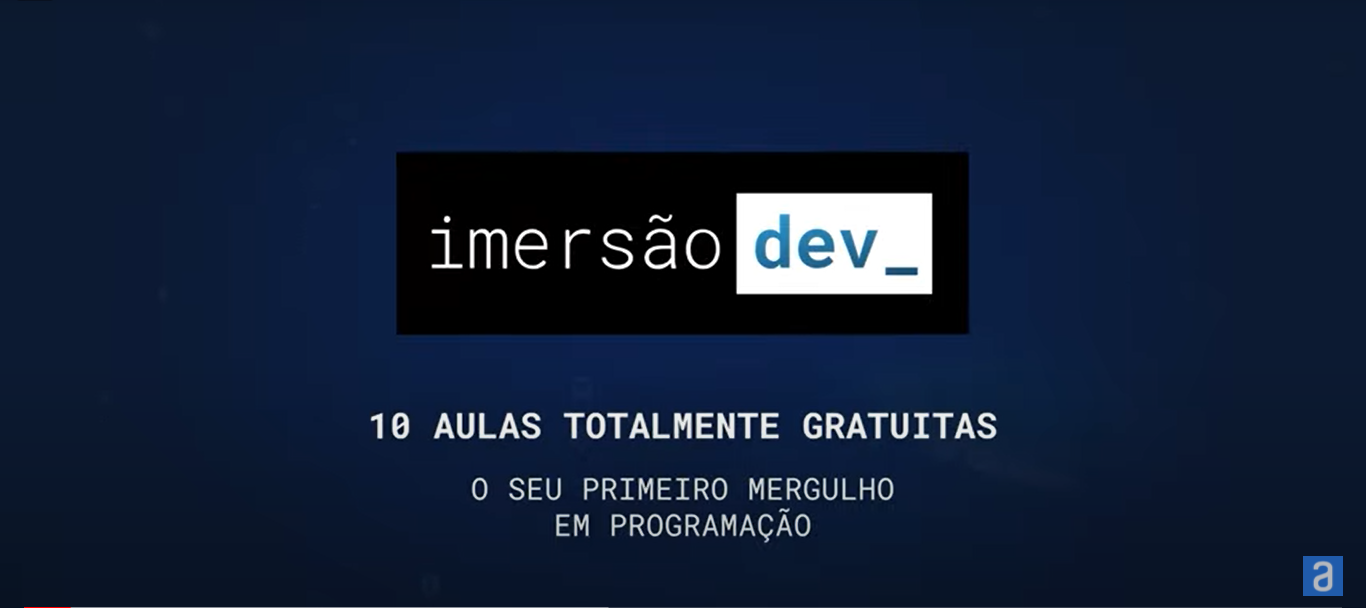 imersão dev_
10 AULAS TOTALMENTE GRATUITAS
O SEU PRIMEIRO MERGULHO
EM PROGRAMAÇÃO
a